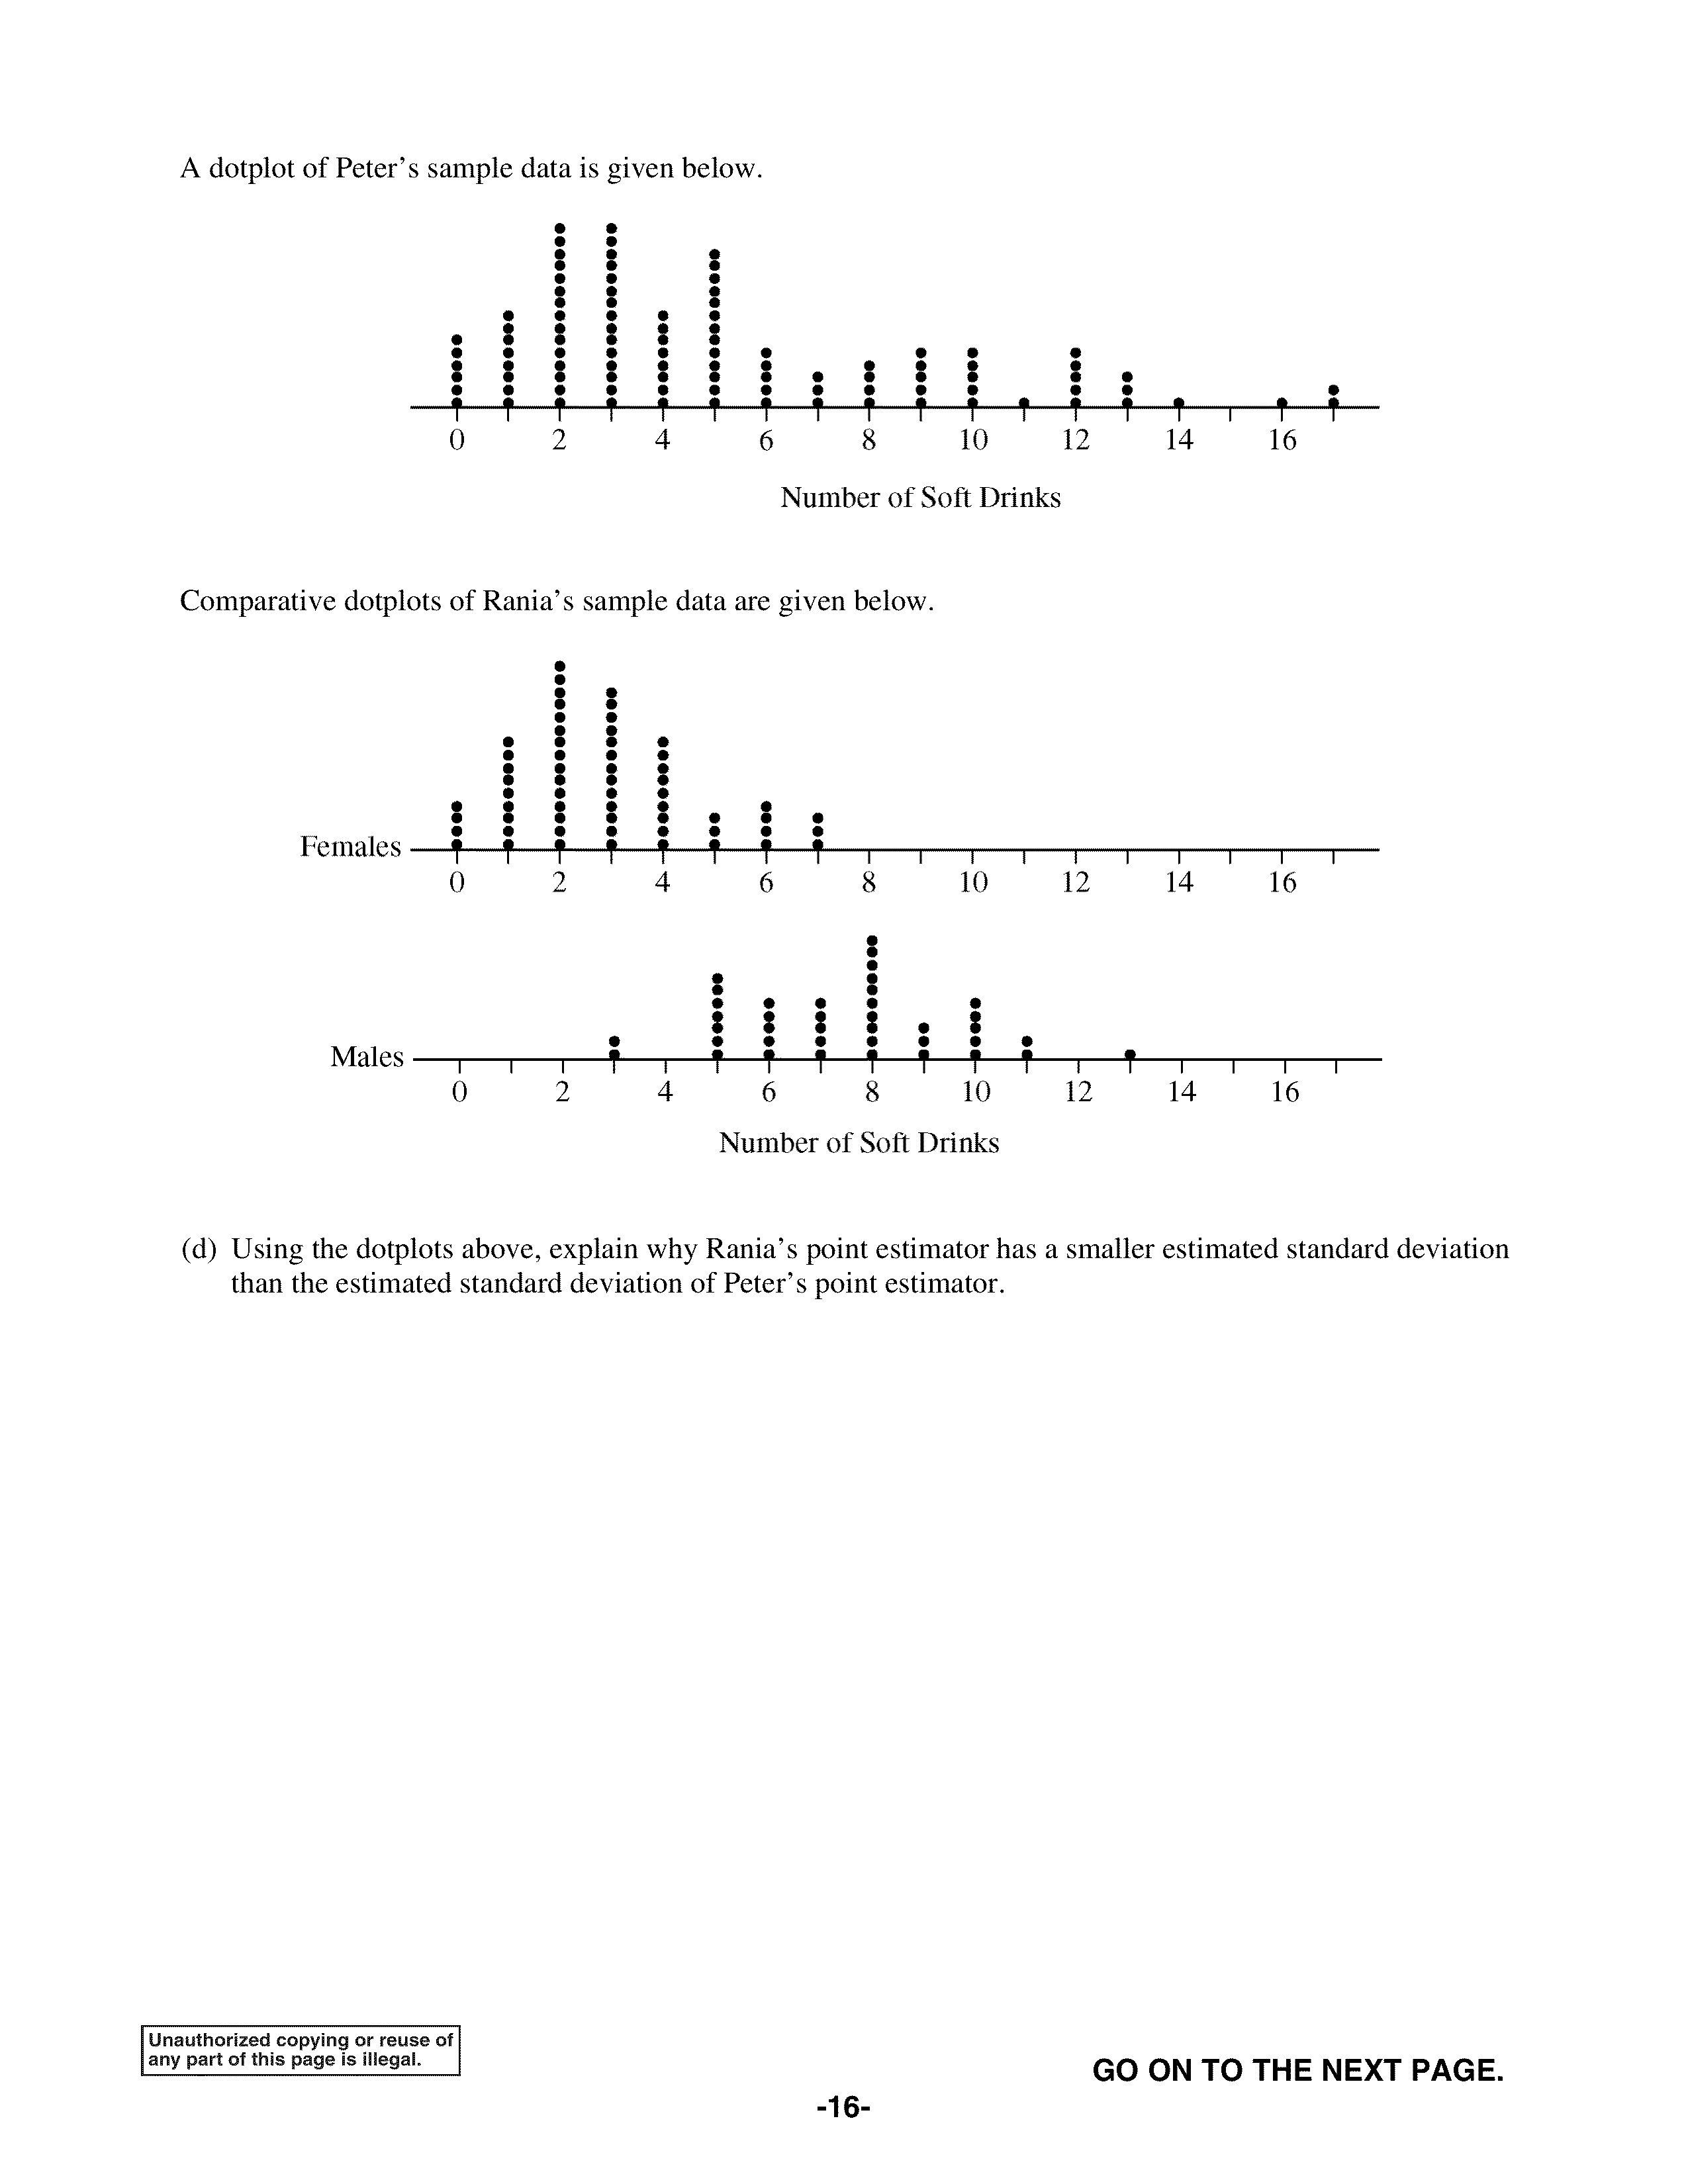 A dotplot of Peter's sample data is given below.
0 2 4 6 8 10 12 14 16
Number of Soft Drinks
Comparative dotplots of Rania's sample data are given below.
Females
0 2 4 6 8 10 12 14 16
Males
0 2 4 6 8 10 12 14 16
Number of Soft Drinks
(d) Using the dotplots above, explain why Rania's point estimator has a smaller estimated standard deviation
than the estimated standard deviation of Peter's point estimator.
Unauthorized copying or reuse of
any part of this page is illegal.
GO ON TO THE NEXT PAGE.
-16-